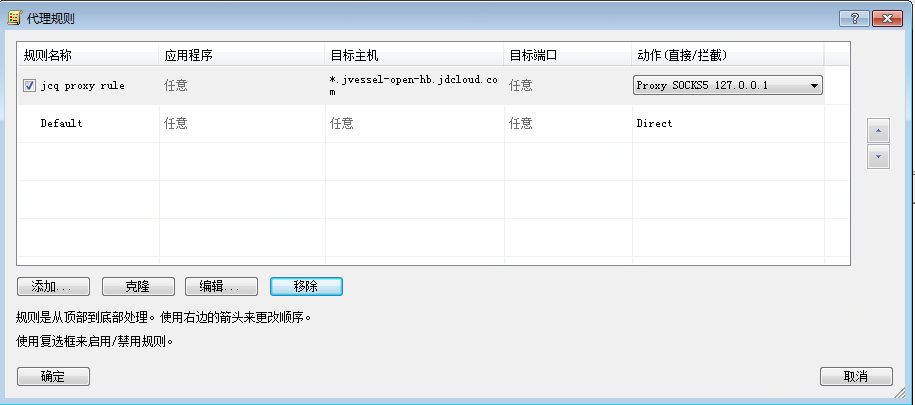 代理规则
规则名称 应用程序 目标主机 目标端口 动作(直接/拦截)
jcq proxy rule 任意 *.jvessel-open-hb.jdcloud.co
m 任意 Proxy SOCKS5 127.0.0.1
Default 任意 任意 任意 Direct
添加... 克隆 编辑... 移除
规则是从顶部到底部处理。使用右边的箭头来更改顺序。
使用复选框来启用/禁用规则。
确定 取消